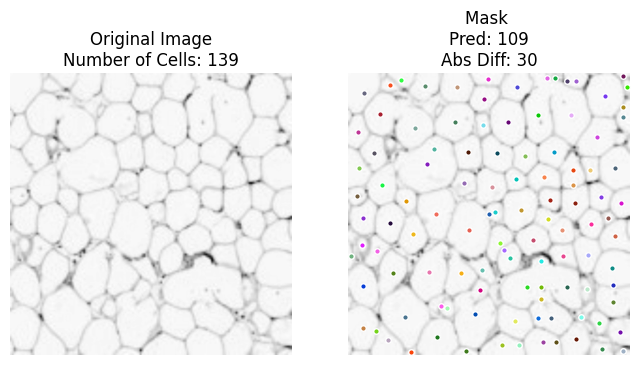 Original Image
Number of Cells: 139
Mask
Pred: 109
Abs Diff: 30